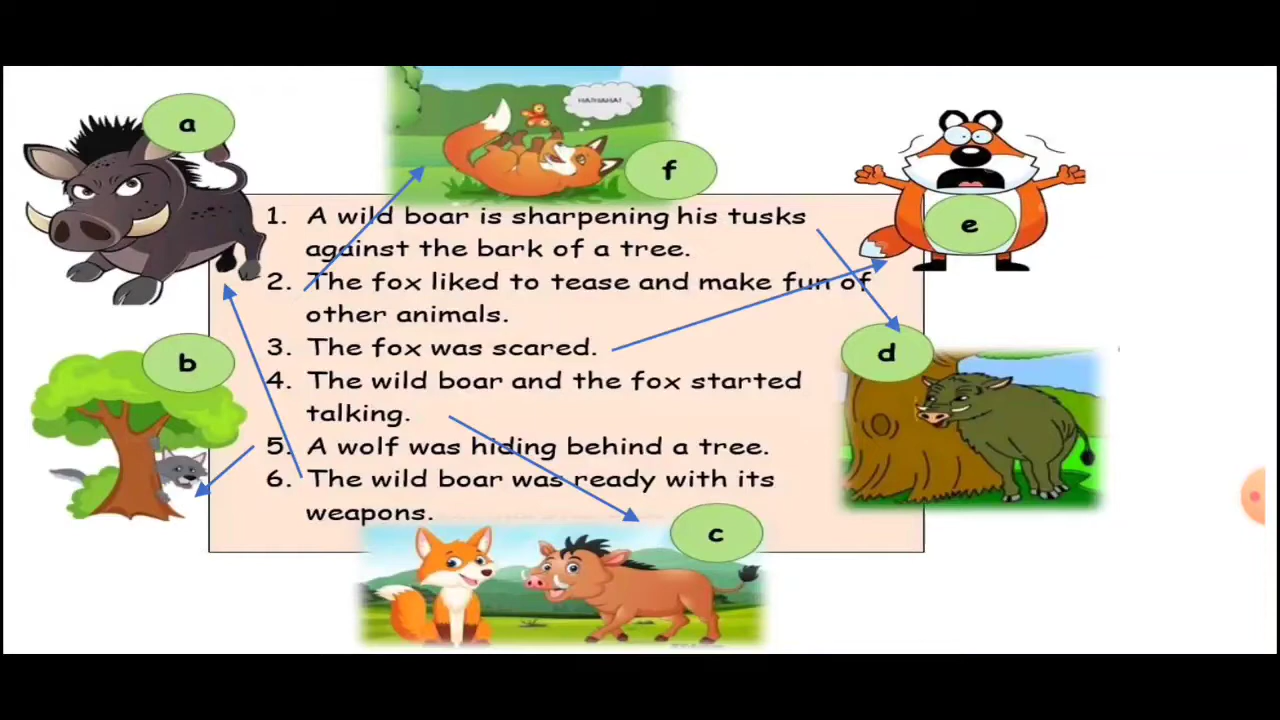 a
HA!HAHA!
f
e
1. A wild boar is sharpening his tusks
against the bark of a tree.
2. The fox liked to tease and make fun of
other animals.
3. The fox was scared.
4. The wild boar and the fox started
talking.
5. A wolf was hiding behind a tree.
6. The wild boar was ready with its
weapons.
b
d
c